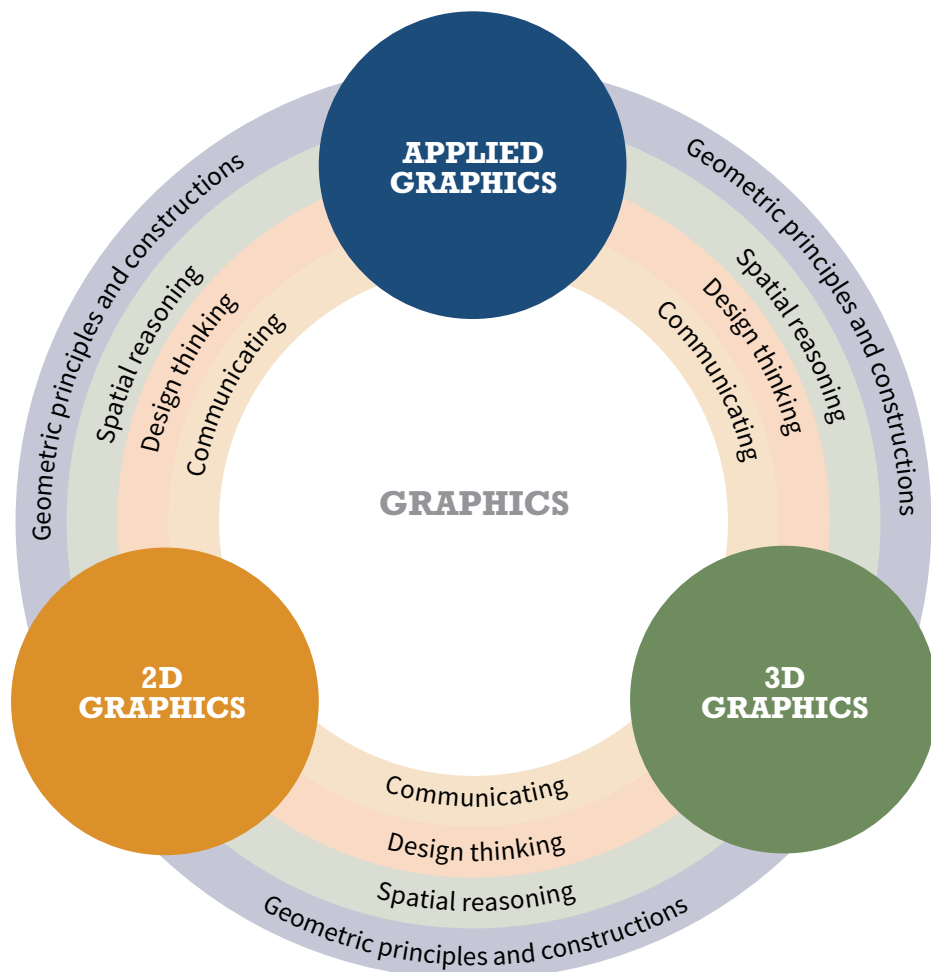 APPLIED
GRAPHICS
Geometric principles and constructions
Spatial reasoning
Design thinking
Communicating
Geometric principles and constructions
Spatial reasoning
Design thinking
Communicating
GRAPHICS
2D
GRAPHICS
3D
GRAPHICS
Communicating
Design thinking
Spatial reasoning
Geometric principles and constructions